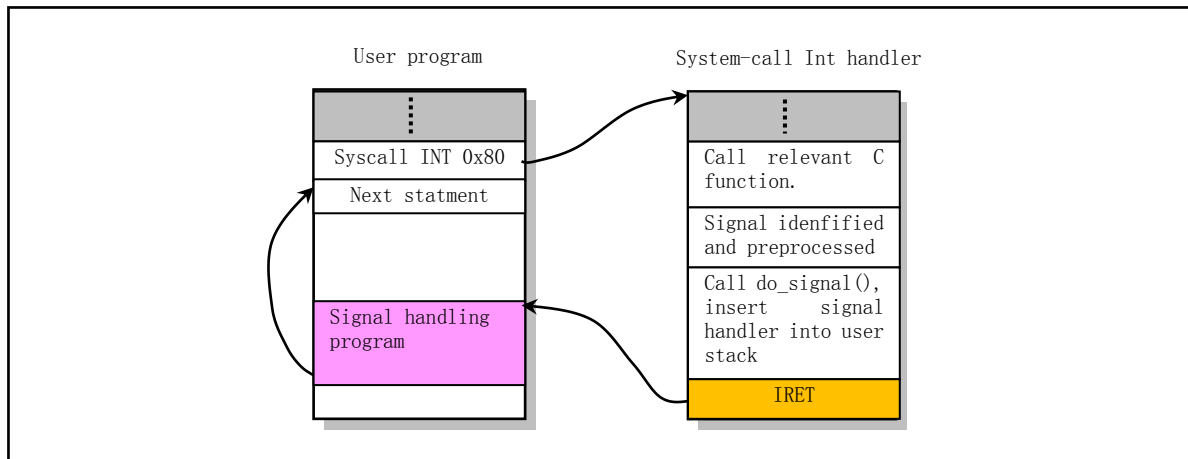 User program
System-call Int handler
Syscall INT 0x80
Next statment
Signal handling
program
Call relevant C
function.
Signal idenfified
and preprocessed
Call do_signal(),
insert signal
handler into user
stack
IRET